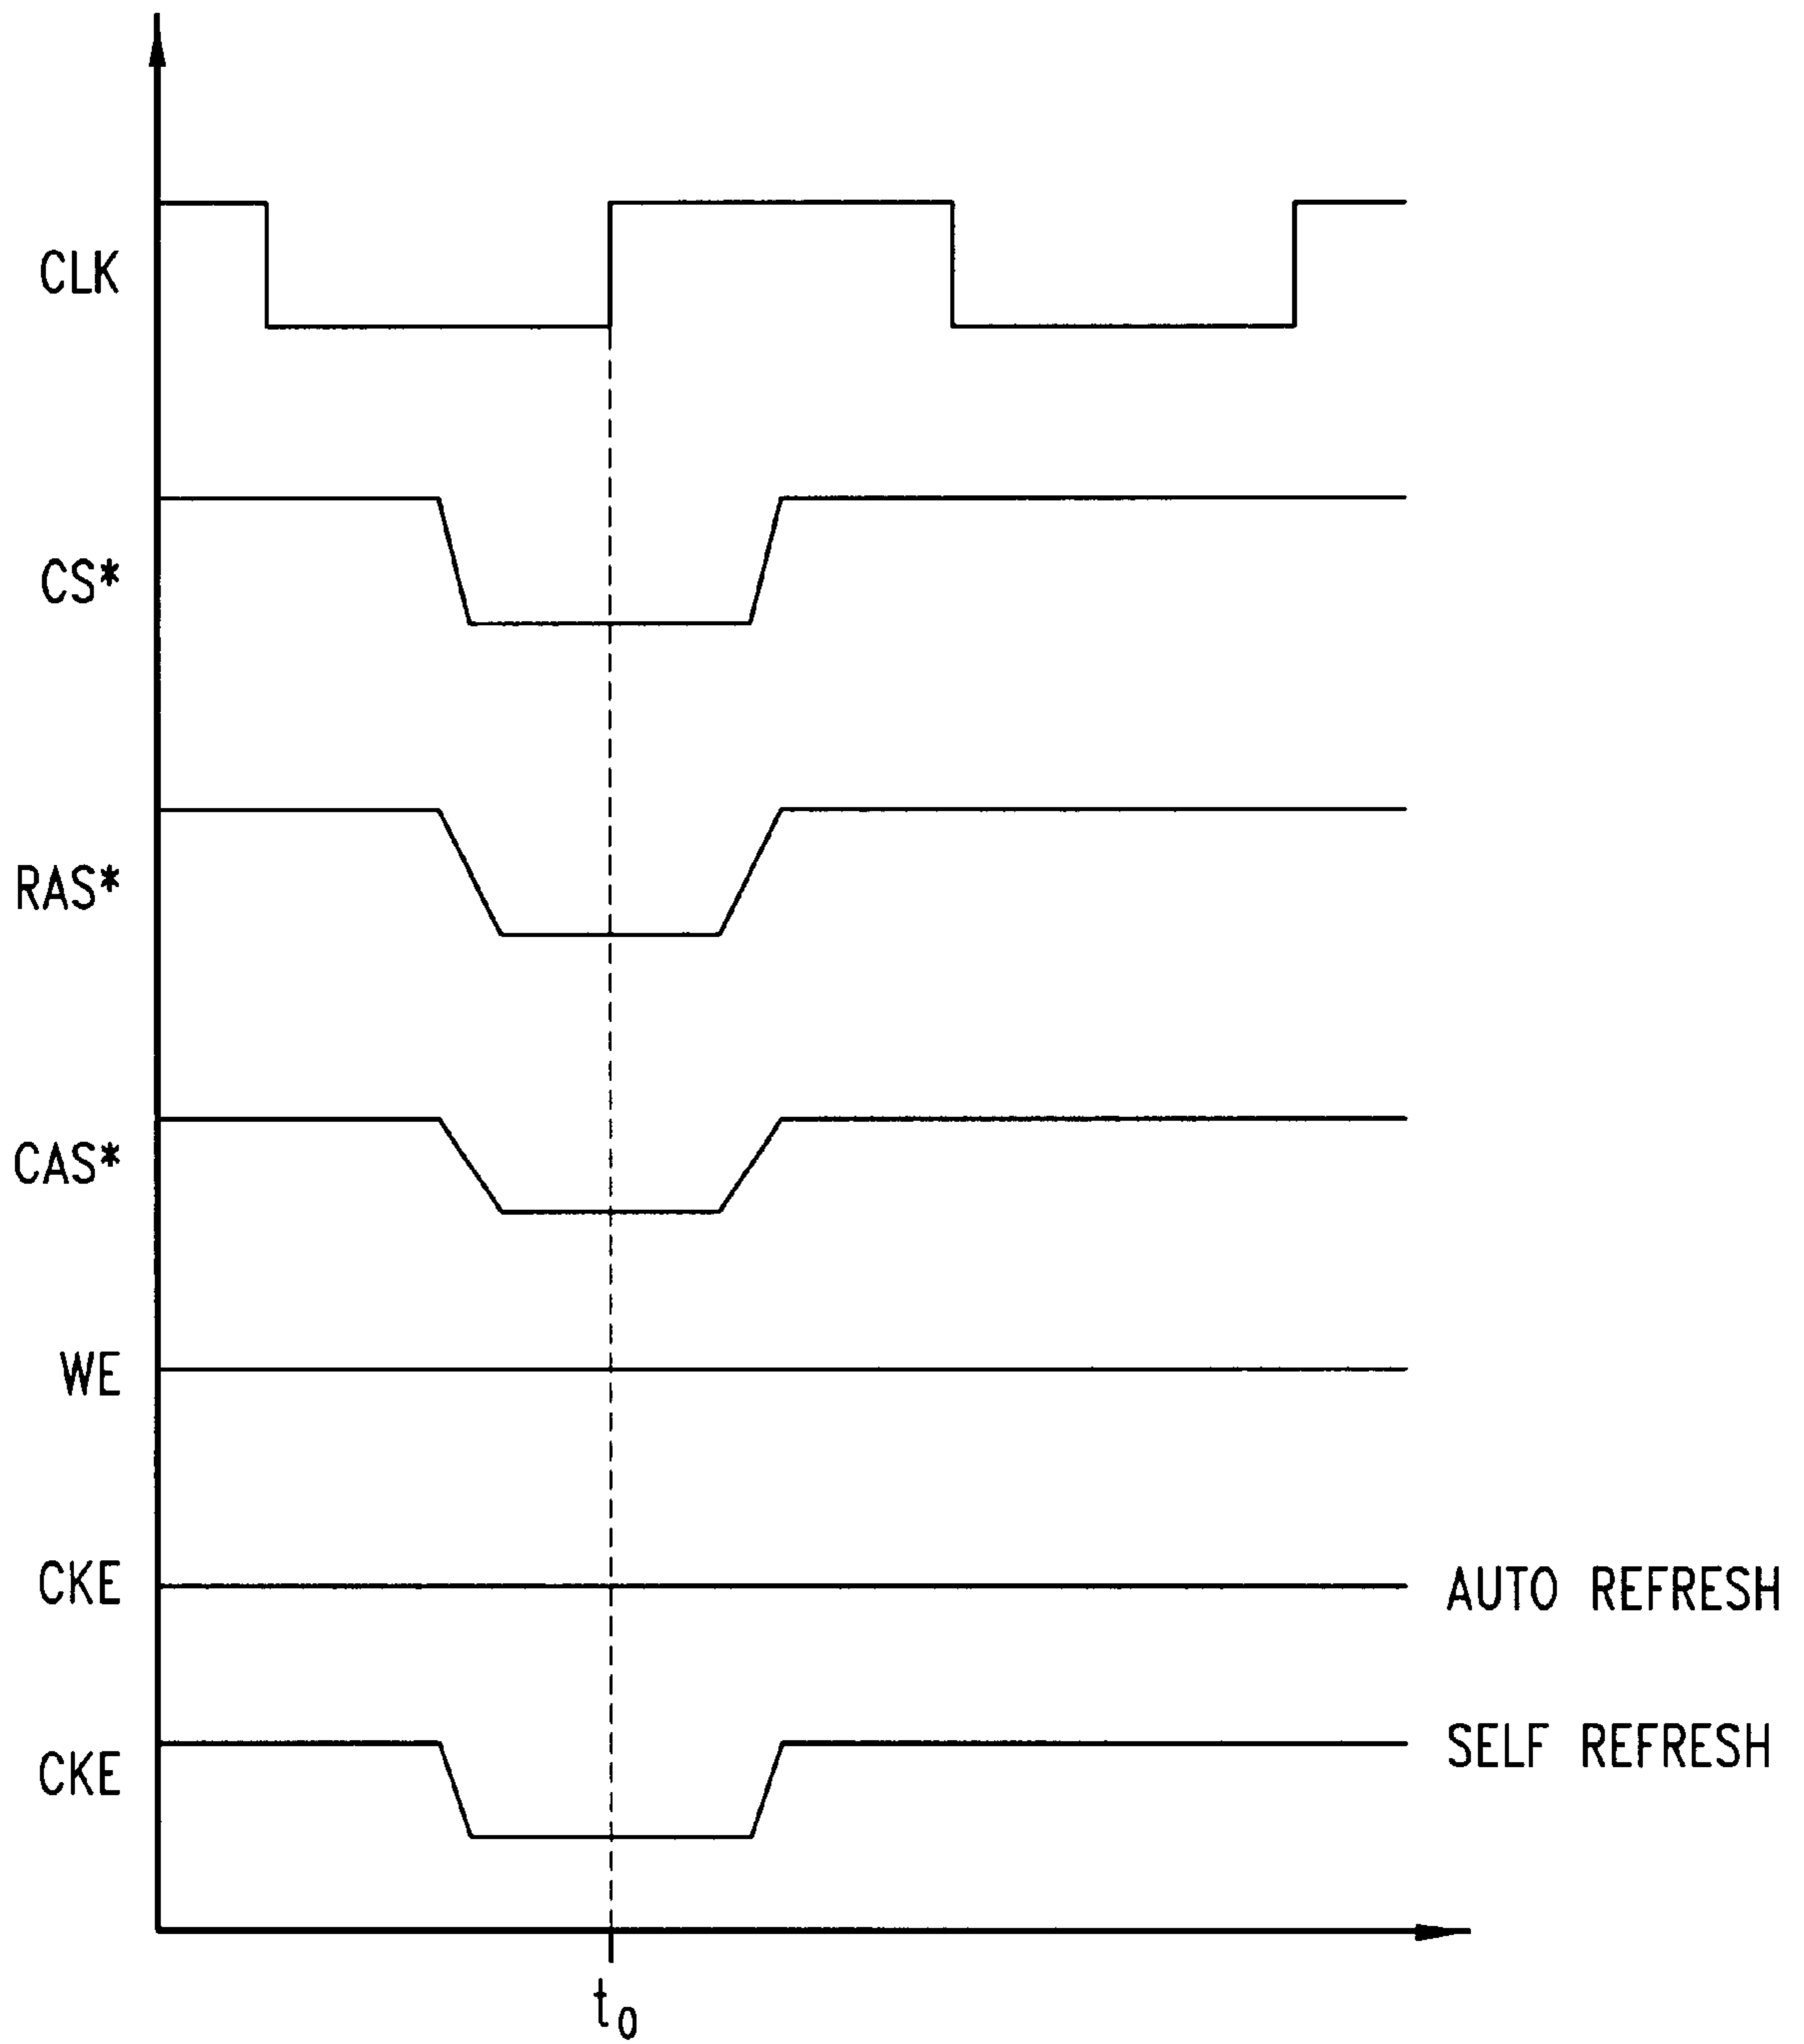 CLK
CS*
RAS*
CAS*
WE
CKE AUTO REFRESH
CKE SELF REFRESH
t0